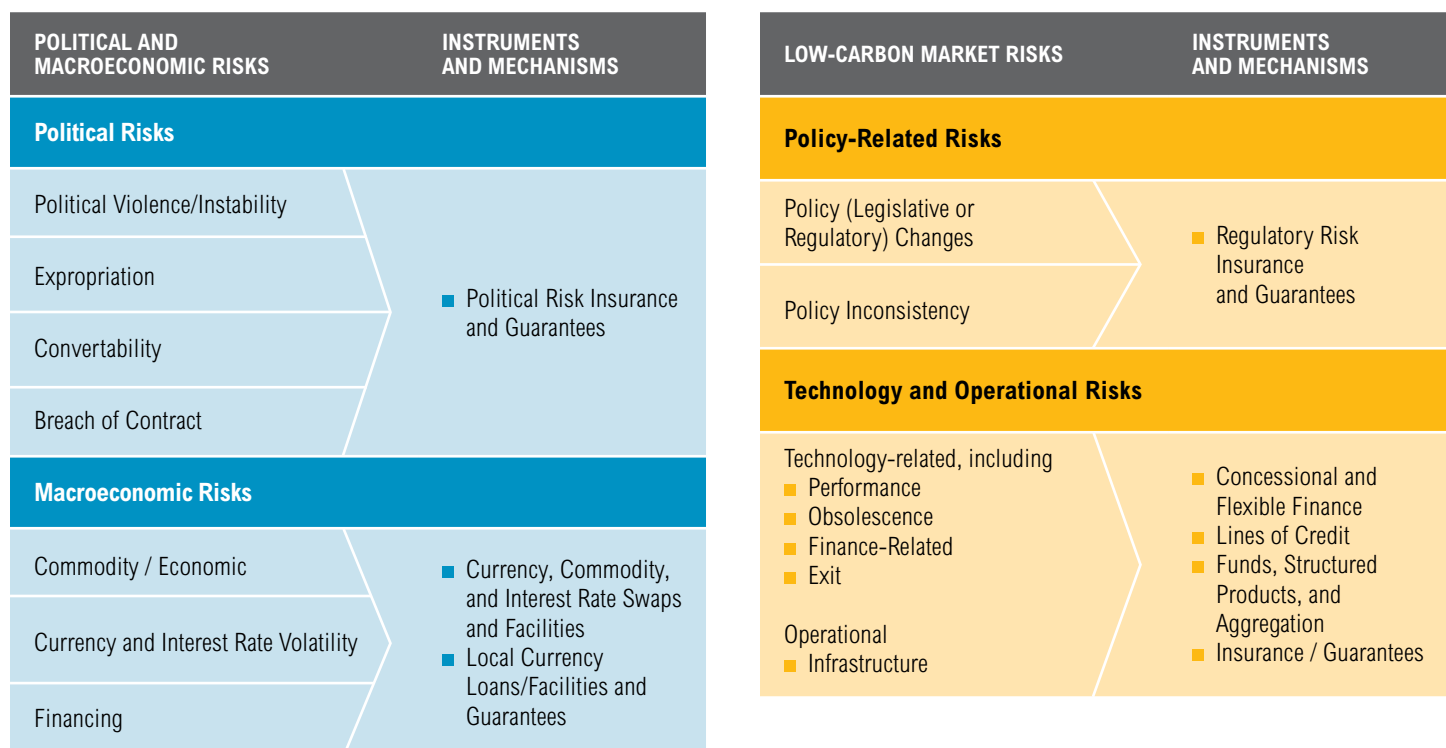 POLITICAL AND
MACROECONOMIC RISKS
INSTRUMENTS
AND MECHANISMS
Political Risks
Political Violence/Instability
Expropriation
Convertability
Breach of Contract
Political Risk Insurance
and Guarantees
Macroeconomic Risks
Commodity / Economic
Currency and Interest Rate Volatility
Financing
Currency, Commodity,
and Interest Rate Swaps
and Facilities
Local Currency
Loans/Facilities and
Guarantees
LOW-CARBON MARKET RISKS
INSTRUMENTS
AND MECHANISMS
Policy-Related Risks
Policy (Legislative or
Regulatory) Changes
Policy Inconsistency
Regulatory Risk
Insurance
and Guarantees
Technology and Operational Risks
Technology-related, including
Performance
Obsolescence
Finance-Related
Exit
Operational
Infrastructure
Concessional and
Flexible Finance
Lines of Credit
Funds, Structured
Products, and
Aggregation
Insurance / Guarantees